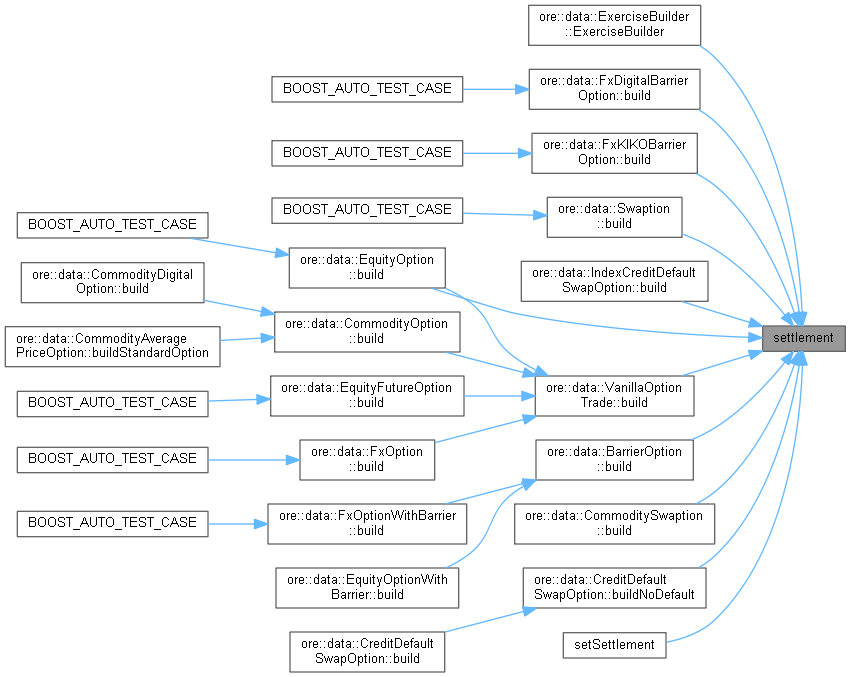 ore::data::ExerciseBuilder
::ExerciseBuilder
BOOST_AUTO_TEST_CASE
ore::data::FxDigitalBarrier
Option::build
BOOST_AUTO_TEST_CASE
ore::data::FxKIKOBarrier
Option::build
BOOST_AUTO_TEST_CASE
ore::data::Swaption
::build
BOOST_AUTO_TEST_CASE
ore::data::EquityOption
::build
ore::data::CommodityDigital
Option::build
ore::data::IndexCreditDefault
SwapOption::build
ore::data::CommodityOption
::build
settlement
ore::data::CommodityAverage
PriceOption::buildStandardOption
BOOST_AUTO_TEST_CASE
ore::data::EquityFutureOption
::build
ore::data::VanillaOption
Trade::build
BOOST_AUTO_TEST_CASE
ore::data::FxOption
::build
ore::data::BarrierOption
::build
BOOST_AUTO_TEST_CASE
ore::data::FxOptionWithBarrier
::build
ore::data::CommoditySwaption
::build
ore::data::EquityOptionWith
Barrier::build
ore::data::CreditDefault
SwapOption::buildNoDefault
ore::data::CreditDefault
SwapOption::build
setSettlement